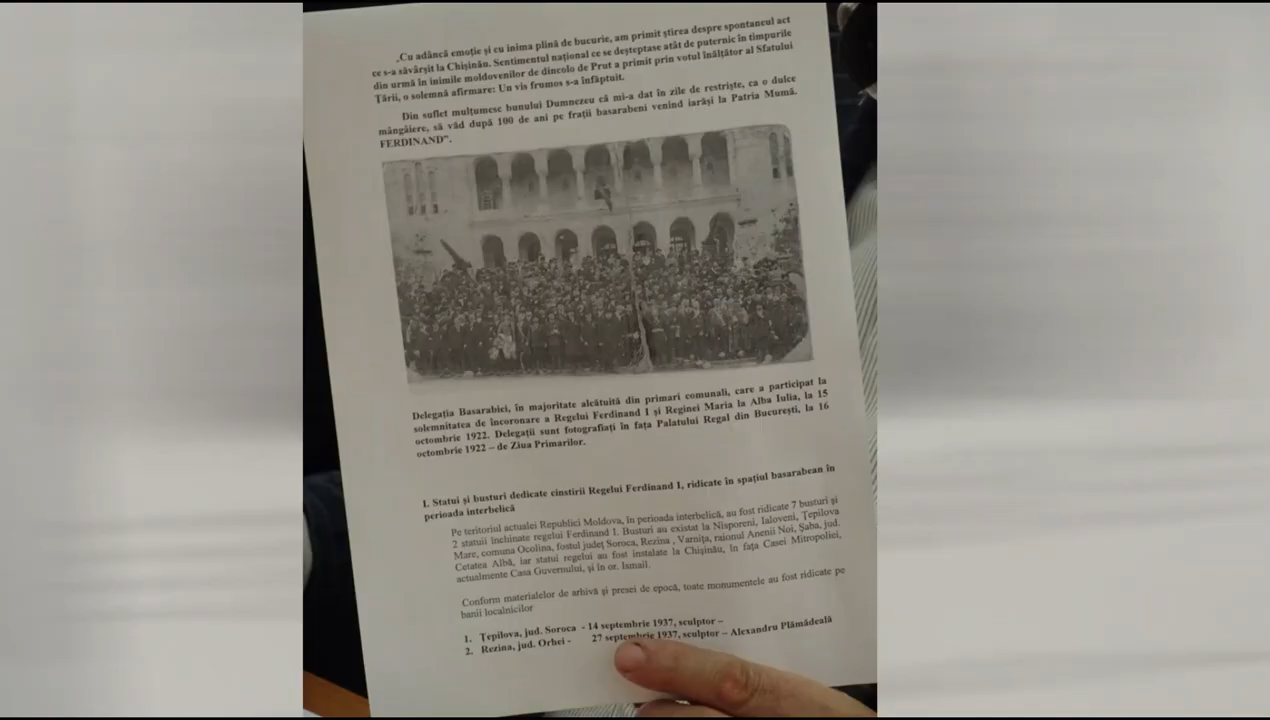 „Cu adâncă emoție și cu inima plină de bucurie, am primit știrea despre spontaneul act
ce s-a săvârșit la Chișinău. Sentimentul național ce se deșteptase atât de puternic în timpurile
din urmă în inimile moldovenilor de dincolo de Prut a primit prin votul înălțător al Sfatului
Țării, o solemnă afirmare: Un vis frumos s-a înfăptuit.
Din suflet mulțumesc bunului Dumnezeu că mi-a dat în zile de restriște, ca o dulce
mângâiere, să văd după 100 de ani pe frații basarabeni venind iarăși la Patria Mumă.
FERDINAND”.
Delegația Basarabiei, în majoritate alcătuită din primari comunali, care a participat la
solemnitatea de încoronare a Regelui Ferdinand I și Reginei Maria la Alba Iulia, la 15
octombrie 1922. Delegații sunt fotografiați în fața Palatului Regal din București, la 16
octombrie 1922 – de Ziua Primarilor.
I. Statui și busturi dedicate cinstirii Regelui Ferdinand I, ridicate în spațiul basarabean în
perioada interbelică
Pe teritoriul actualei Republici Moldova, în perioada interbelică, au fost ridicate 7 busturi și
2 statuii închinate regelui Ferdinand I. Busturi au existat la Nisporeni, Ialoveni, Țepilova
Mare, comuna Ocolina, fostul județ Soroca, Rezina , Varnița, raionul Anenii Noi, Șaba, jud.
Cetatea Albă, iar statui regelui au fost instalate la Chișinău, în fața Casei Mitropoliei,
actualmente Casa Guvernului, și în or. Ismail.
Conform materialelor de arhivă și presei de epocă, toate monumentele au fost ridicate pe
banii localnicilor
1. Țepilova, jud. Soroca - 14 septembrie 1937, sculptor –
2. Rezina, jud. Orhei - 27 septembrie 1937, sculptor – Alexandru Plămădeală